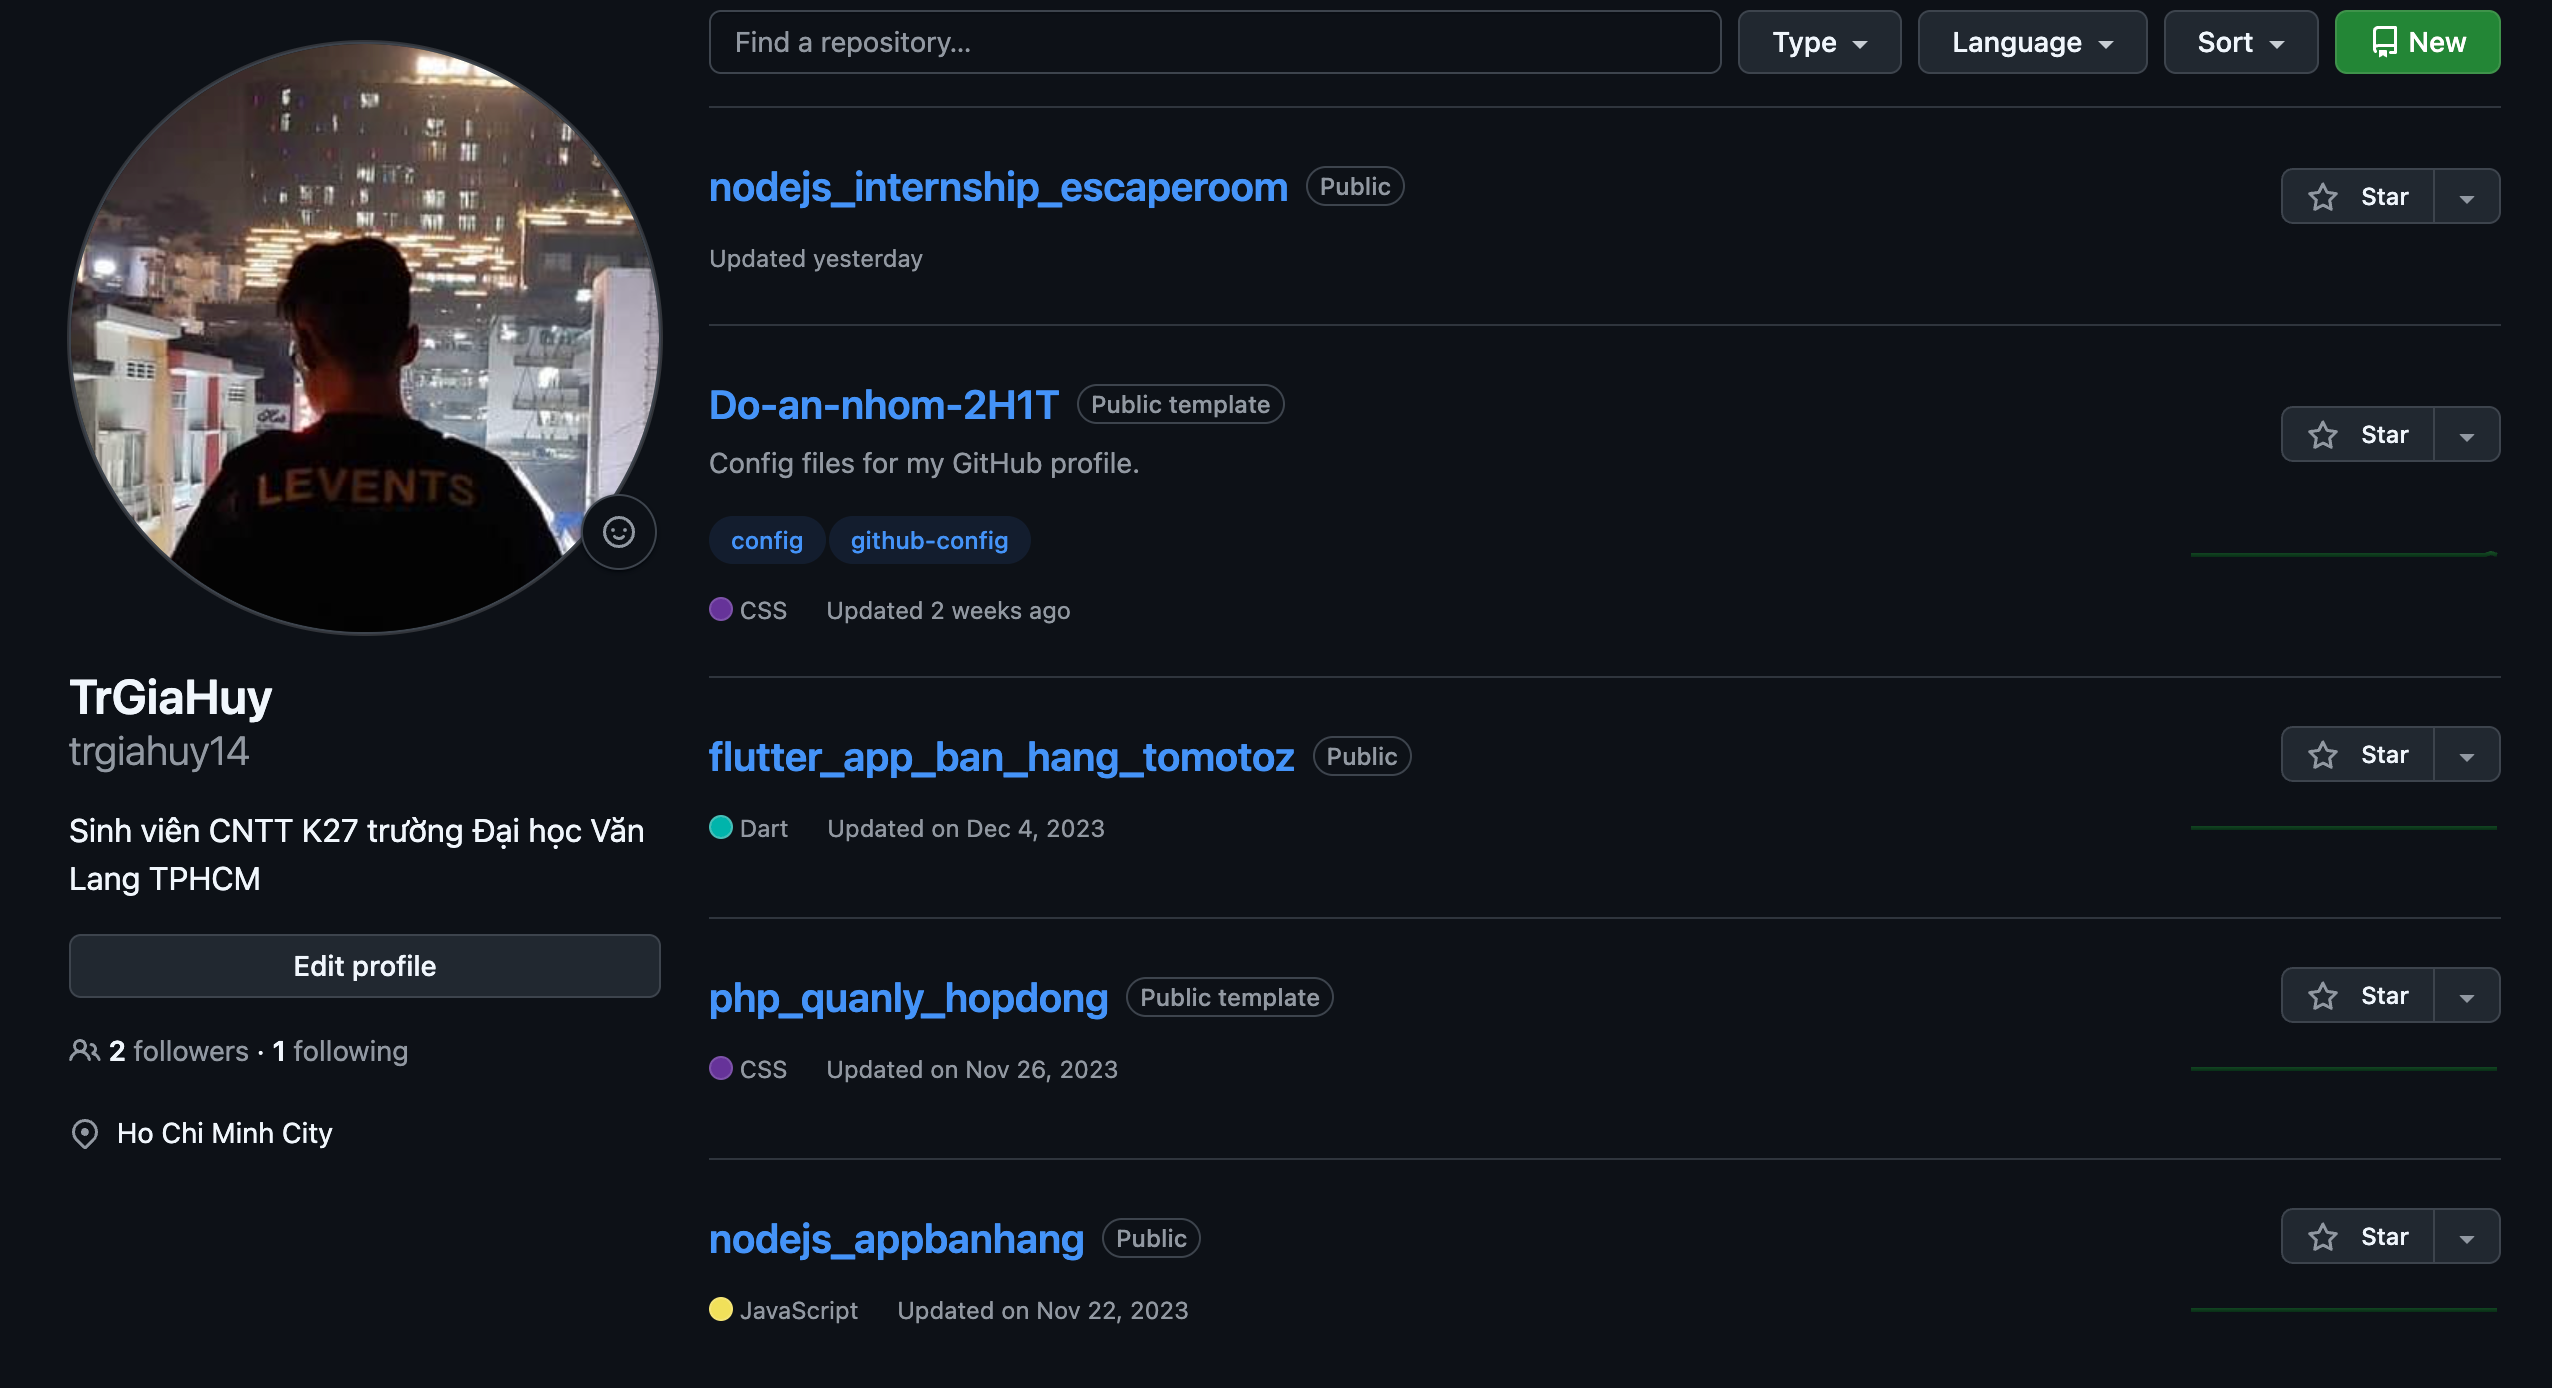 Find a repository...
Type
Language
Sort
New
LEVENTS
TrGiaHuy
trgiahuy14
Sinh viên CNTT K27 trường Đại học Văn
Lang TPHCM
Edit profile
2 followers · 1 following
Ho Chi Minh City
nodejs_internship_escaperoom Public
Star
Updated yesterday
Do-an-nhom-2H1T Public template
Star
Config files for my GitHub profile.
config github-config
CSS Updated 2 weeks ago
flutter_app_ban_hang_tomotoz Public
Star
Dart Updated on Dec 4, 2023
php_quanly_hopdong Public template
Star
CSS Updated on Nov 26, 2023
nodejs_appbanhang Public
Star
JavaScript Updated on Nov 22, 2023